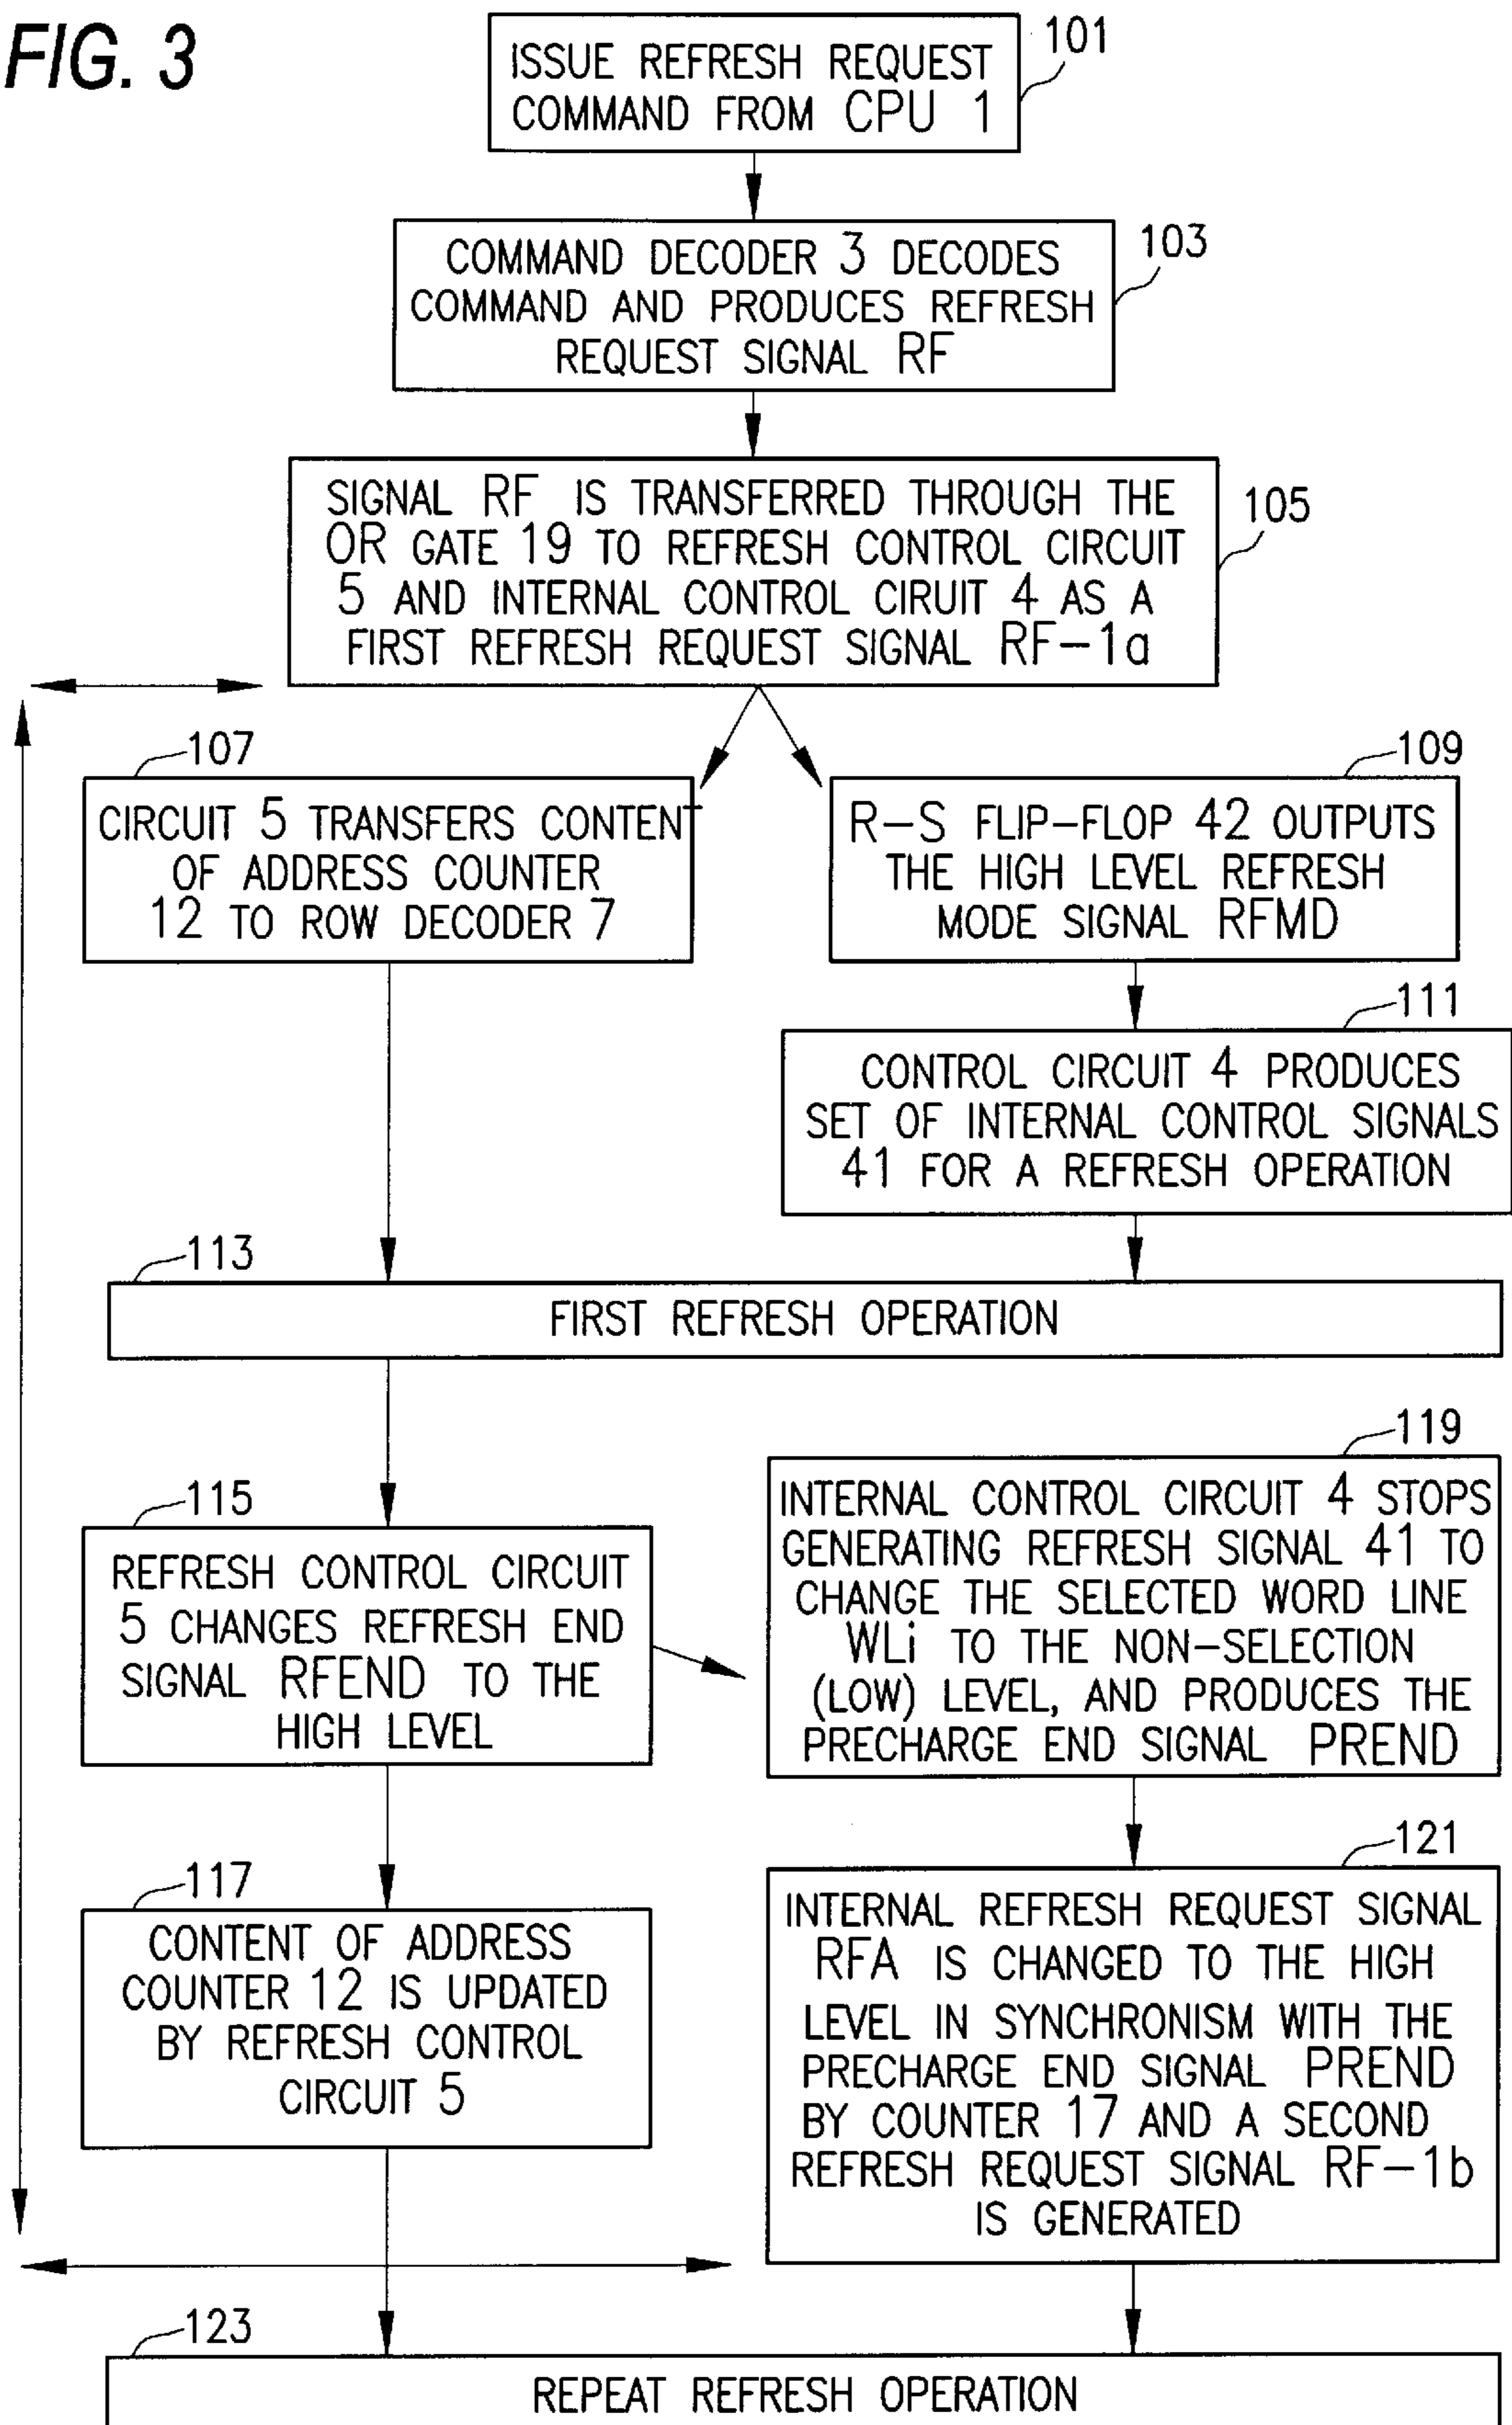 FIG. 3
101
ISSUE REFRESH REQUEST
COMMAND FROM CPU 1
103
COMMAND DECODER 3 DECODES
COMMAND AND PRODUCES REFRESH
REQUEST SIGNAL RF
105
SIGNAL RF IS TRANSFERRED THROUGH THE
OR GATE 19 TO REFRESH CONTROL CIRCUIT
5 AND INTERNAL CONTROL CIRUIT 4 AS A
FIRST REFRESH REQUEST SIGNAL RF-1a
107
CIRCUIT 5 TRANSFERS CONTENT
OF ADDRESS COUNTER
12 TO ROW DECODER 7
109
R-S FLIP-FLOP 42 OUTPUTS
THE HIGH LEVEL REFRESH
MODE SIGNAL RFMD
111
CONTROL CIRCUIT 4 PRODUCES
SET OF INTERNAL CONTROL SIGNALS
41 FOR A REFRESH OPERATION
113
FIRST REFRESH OPERATION
115
REFRESH CONTROL CIRCUIT
5 CHANGES REFRESH END
SIGNAL RFEND TO THE
HIGH LEVEL
119
INTERNAL CONTROL CIRCUIT 4 STOPS
GENERATING REFRESH SIGNAL 41 TO
CHANGE THE SELECTED WORD LINE
WLi TO THE NON-SELECTION
(LOW) LEVEL, AND PRODUCES THE
PRECHARGE END SIGNAL PREND
117
CONTENT OF ADDRESS
COUNTER 12 IS UPDATED
BY REFRESH CONTROL
CIRCUIT 5
121
INTERNAL REFRESH REQUEST SIGNAL
RFA IS CHANGED TO THE HIGH
LEVEL IN SYNCHRONISM WITH THE
PRECHARGE END SIGNAL PREND
BY COUNTER 17 AND A SECOND
REFRESH REQUEST SIGNAL RF-1b
IS GENERATED
123
REPEAT REFRESH OPERATION